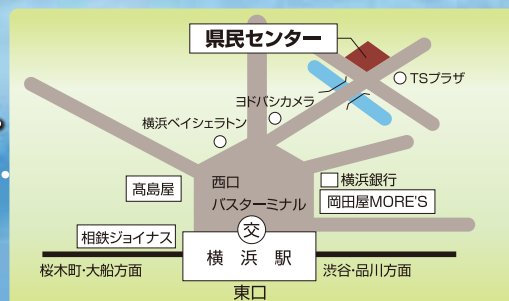 県民センター
TSプラザ
ヨドバシカメラ
横浜ベイシェラトン
髙島屋
西口
バスターミナル
横浜銀行
岡田屋MORE'S
相鉄ジョイナス
交
横浜駅
桜木町・大船方面
渋谷・品川方面
東口